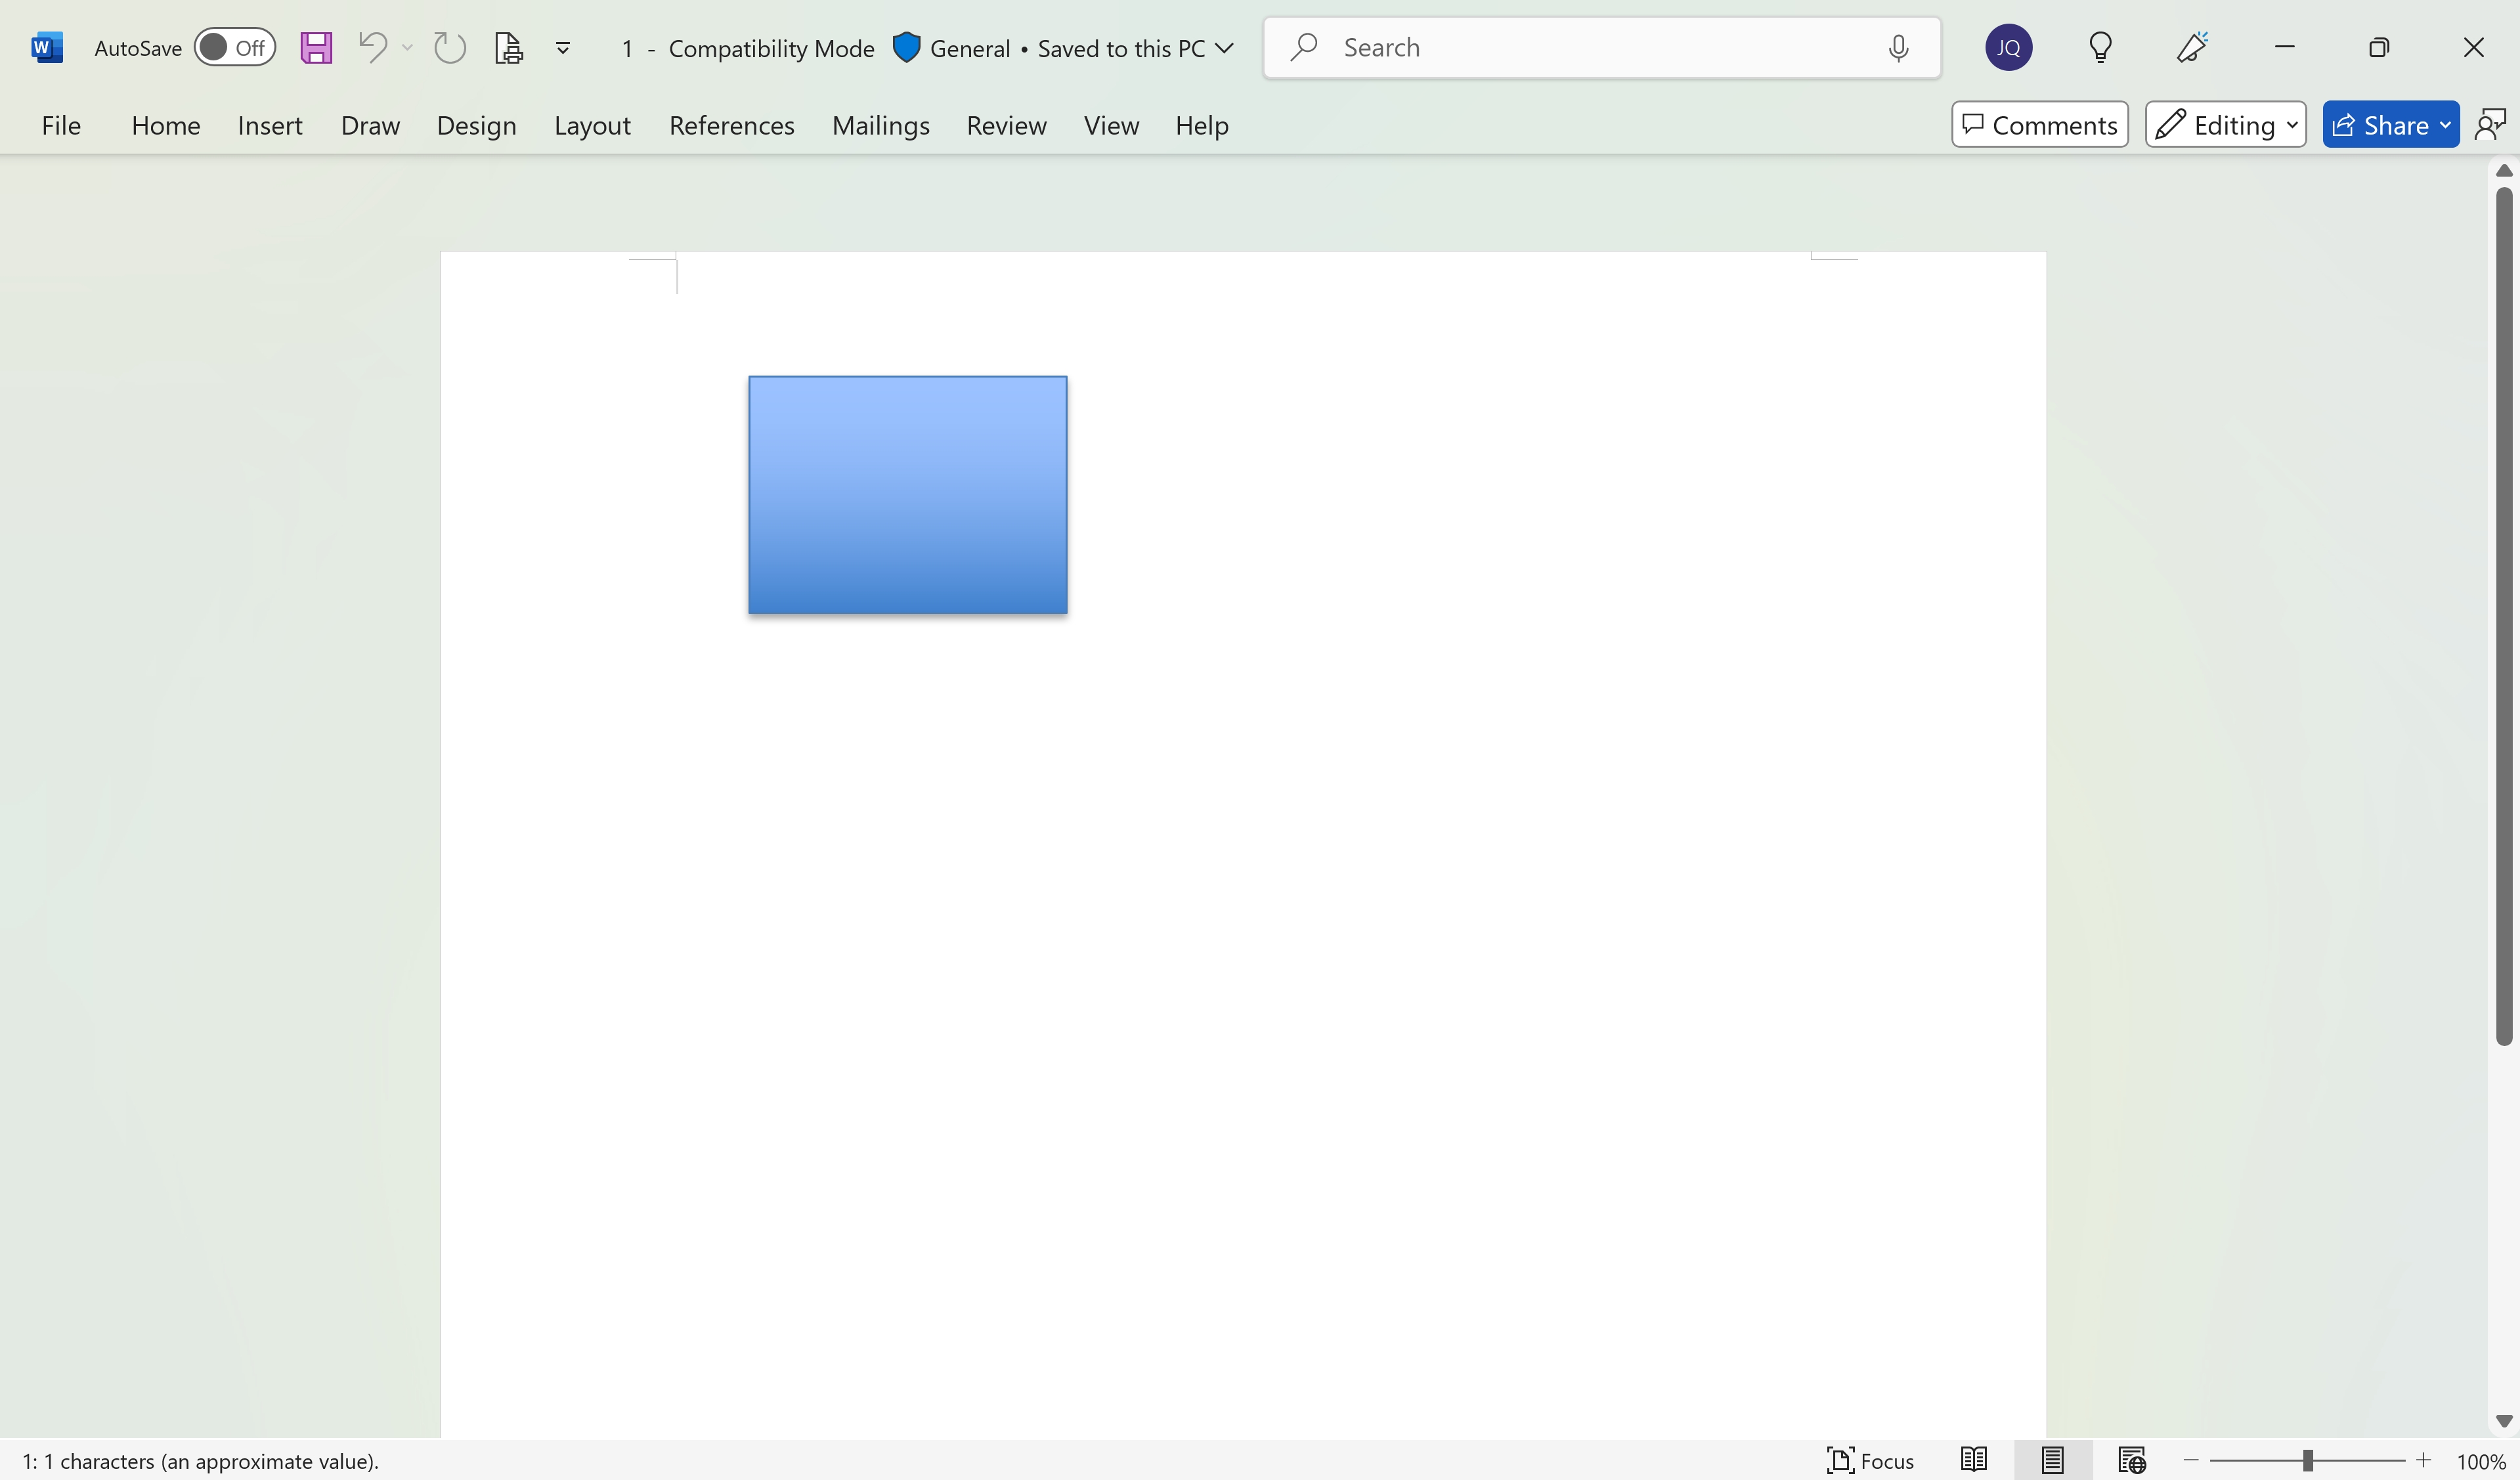 W AutoSave Off 1 - Compatibility Mode General • Saved to this PC Search JQ
File Home Insert Draw Design Layout References Mailings Review View Help Comments Editing Share
1: 1 characters (an approximate value). Focus 100%